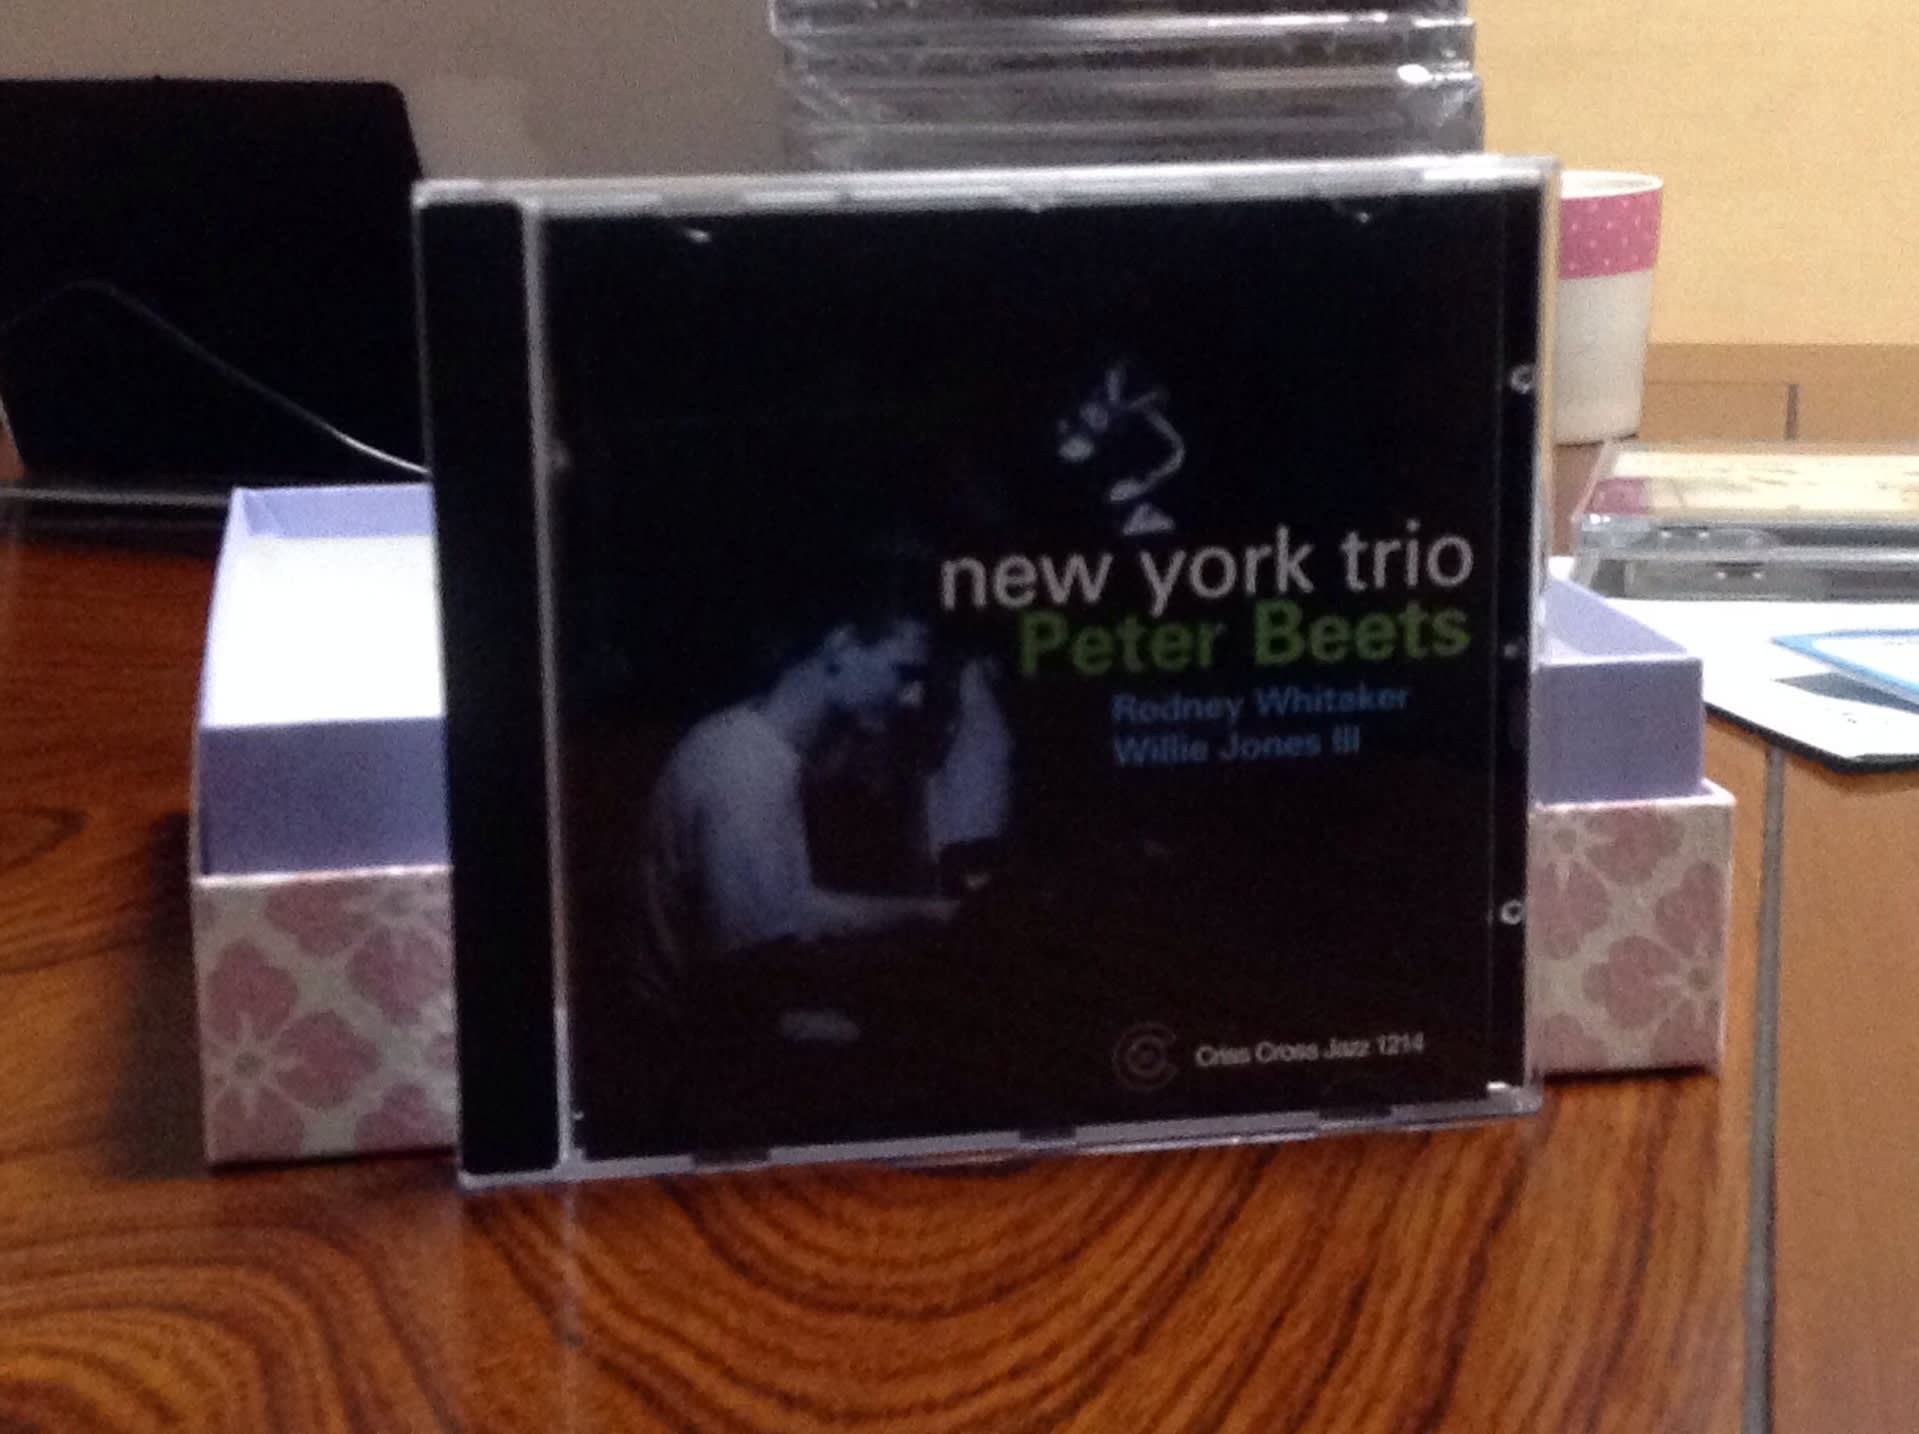 new york trio
Peter Beets
Rodney Whitaker
Willie Jones III
Criss Cross Jazz 1214